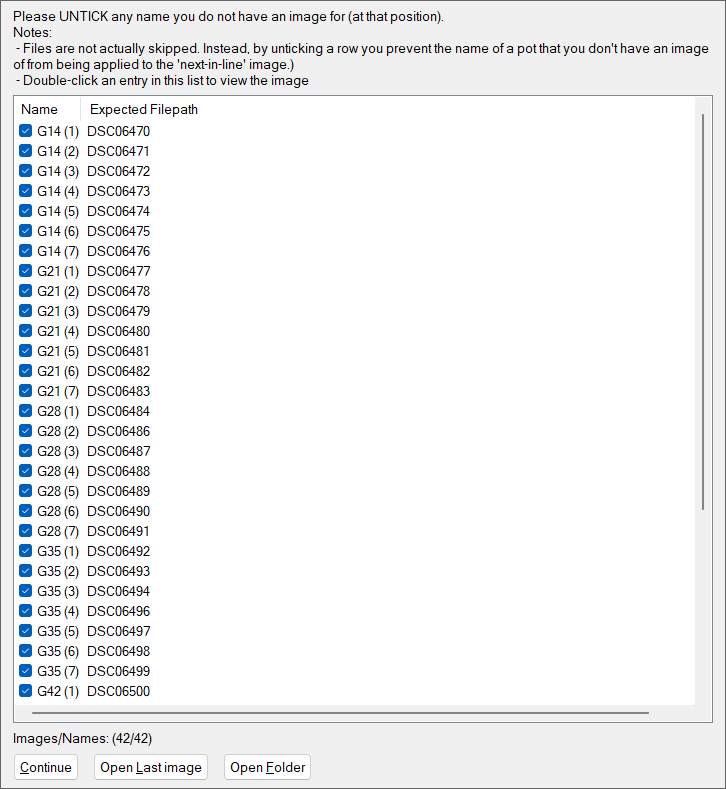 Please UNTICK any name you do not have an image for (at that position).
Notes:
- Files are not actually skipped. Instead, by unticking a row you prevent the name of a pot that you don't have an image
of from being applied to the 'next-in-line' image.)
- Double-click an entry in this list to view the image
Name Expected Filepath
G14 (1) DSC06470
G14 (2) DSC06471
G14 (3) DSC06472
G14 (4) DSC06473
G14 (5) DSC06474
G14 (6) DSC06475
G14 (7) DSC06476
G21 (1) DSC06477
G21 (2) DSC06478
G21 (3) DSC06479
G21 (4) DSC06480
G21 (5) DSC06481
G21 (6) DSC06482
G21 (7) DSC06483
G28 (1) DSC06484
G28 (2) DSC06486
G28 (3) DSC06487
G28 (4) DSC06488
G28 (5) DSC06489
G28 (6) DSC06490
G28 (7) DSC06491
G35 (1) DSC06492
G35 (2) DSC06493
G35 (3) DSC06494
G35 (4) DSC06496
G35 (5) DSC06497
G35 (6) DSC06498
G35 (7) DSC06499
G42 (1) DSC06500
Images/Names: (42/42)
Continue Open Last image Open Folder